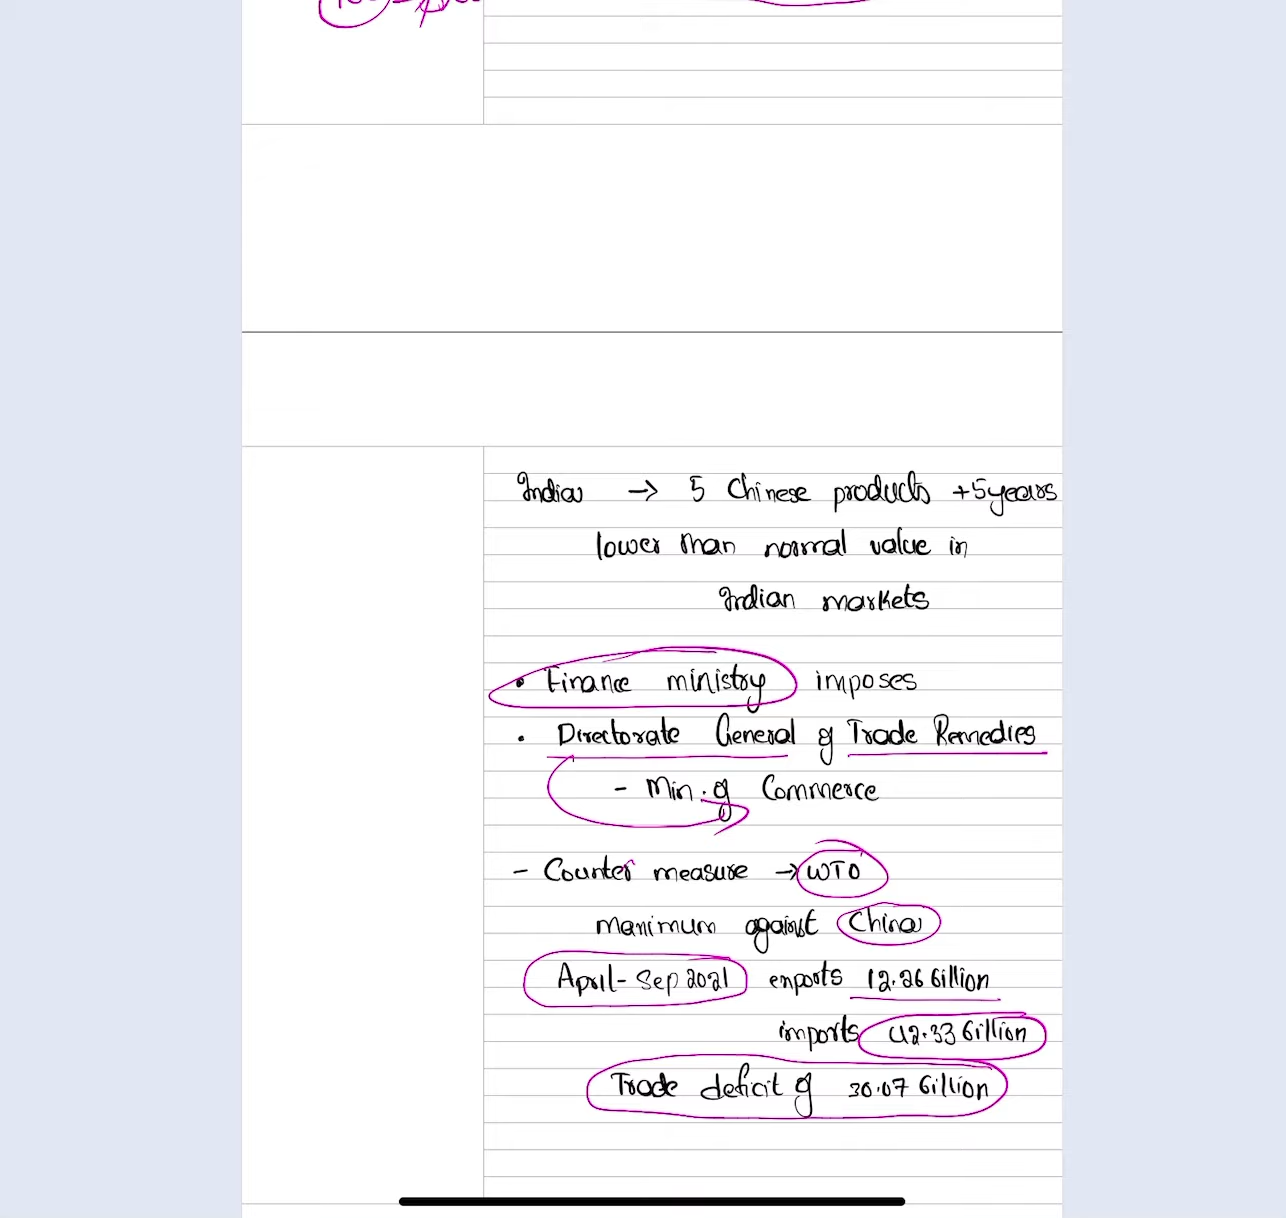 India → 5 Chinese products +5years
lower than normal value in
Indian markets
• Finance ministry imposes
• Directorate General of Trade Remedies
- Min. of Commerce
- Counter measure → WTO
maximum against China
April- Sep 2021 exports 12.26 billion
imports 42.33 billion
Trade deficit of 30.07 billion